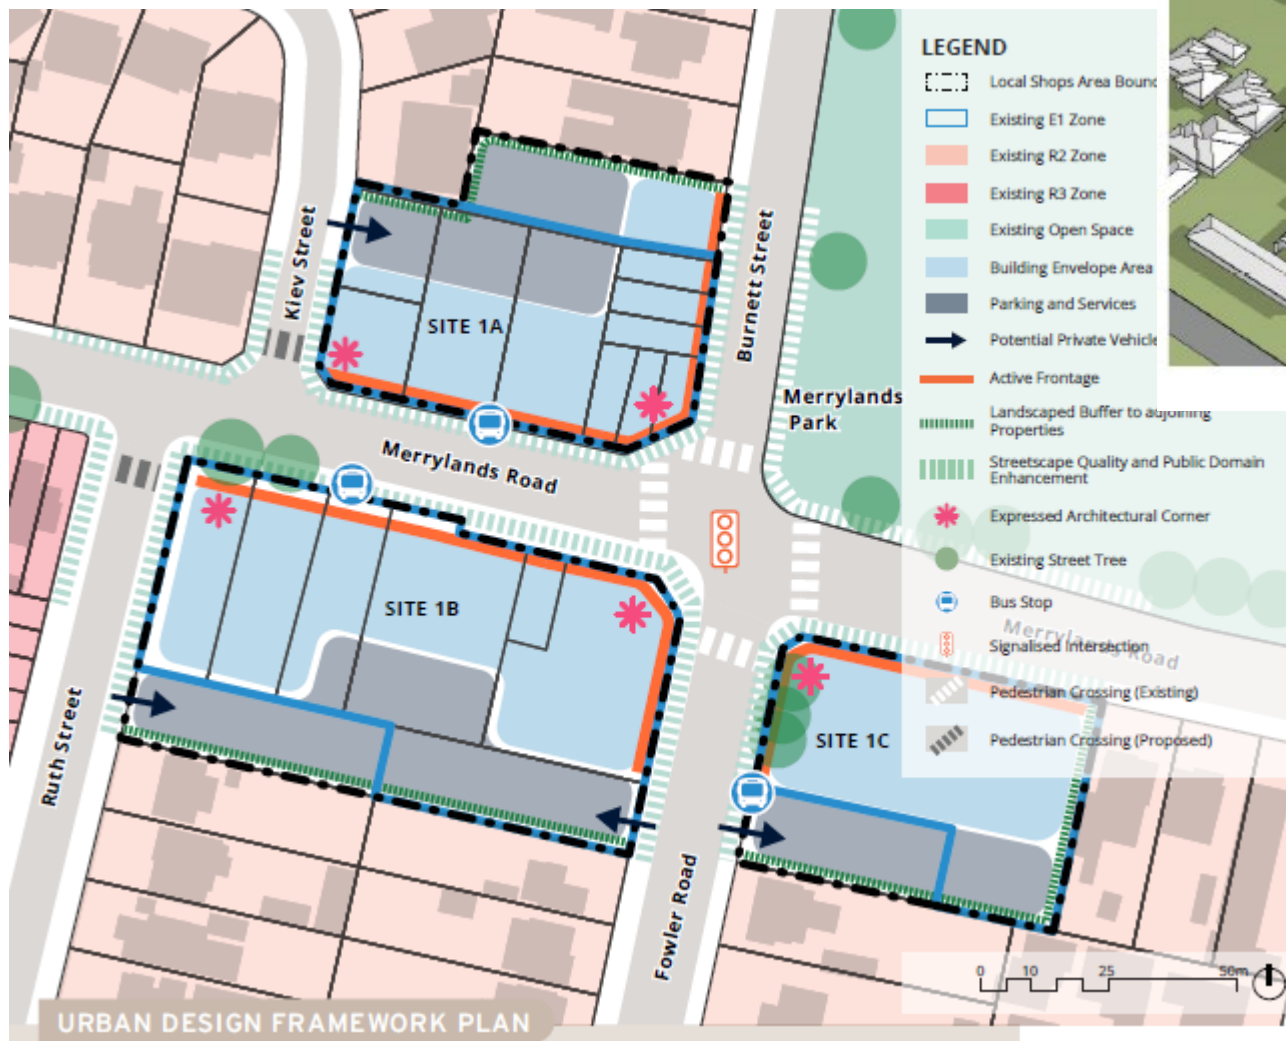 LEGEND
Local Shops Area Bound
Existing E1 Zone
Existing R2 Zone
Existing R3 Zone
Existing Open Space
Building Envelope Area
Parking and Services
Potential Private Vehicle
Active Frontage
Landscaped Buffer to adjoining
Properties
Streetscape Quality and Public Domain
Enhancement
Expressed Architectural Corner
Existing Street Tree
Bus Stop
Signalised Intersection
Pedestrian Crossing (Existing)
Pedestrian Crossing (Proposed)
Kiev Street
Burnett Street
SITE 1A
Merrylands
Park
Merrylands Road
SITE 1B
Merrylands Road
SITE 1C
Ruth Street
Fowler Road
0 10 25 50m
URBAN DESIGN FRAMEWORK PLAN